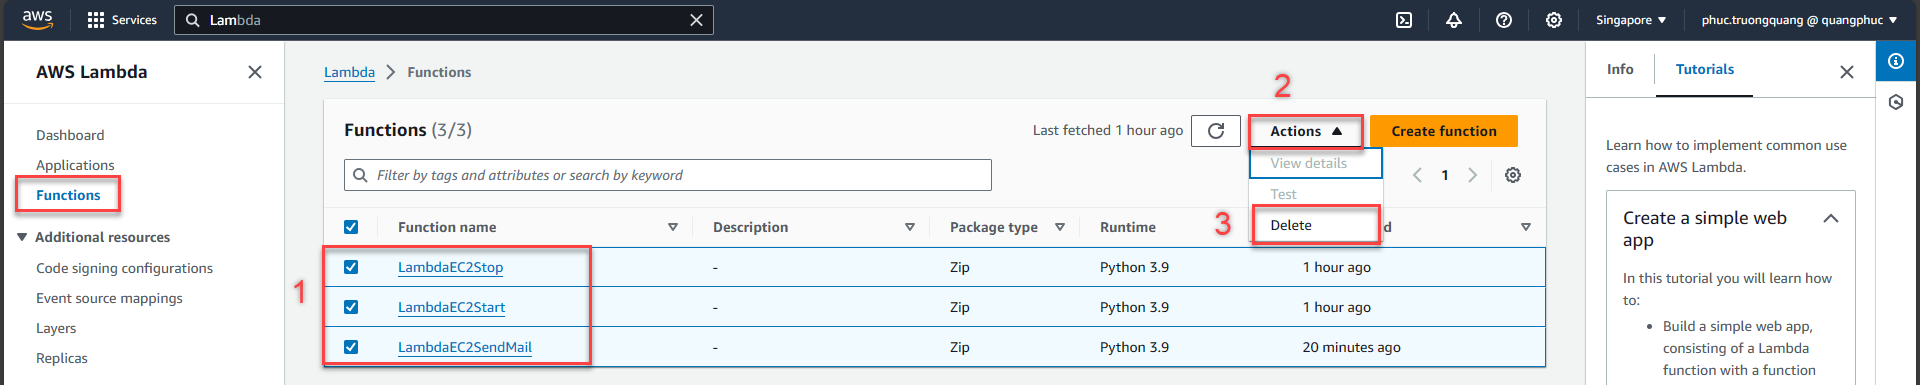 aws
Services
Lambda
Singapore
phuc.truongquang @ quangphuc
AWS Lambda
Dashboard
Applications
Functions
Additional resources
Code signing configurations
Event source mappings
Layers
Replicas
Lambda > Functions
Functions (3/3)
Last fetched 1 hour ago
2
Actions
Create function
Filter by tags and attributes or search by keyword
View details
Test
3
Delete
1
Function name Description Package type Runtime d
1
LambdaEC2Stop - Zip Python 3.9 1 hour ago
LambdaEC2Start - Zip Python 3.9 1 hour ago
LambdaEC2SendMail - Zip Python 3.9 20 minutes ago
Info
Tutorials
Learn how to implement common use
cases in AWS Lambda.
Create a simple web
app
In this tutorial you will learn how
to:
• Build a simple web app,
consisting of a Lambda
function with a function